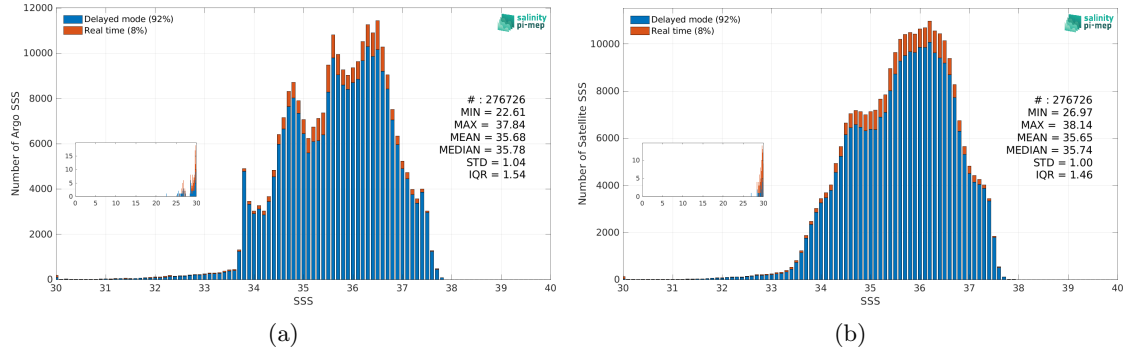 Delayed mode (92%)
Real time (8%)
salinity
pi-mep
# : 276726
MIN = 22.61
MAX = 37.84
MEAN = 35.68
MEDIAN = 35.78
STD = 1.04
IQR = 1.54
Number of Argo SSS
12000
10000
8000
6000
4000
2000
0
15
10
5
0
0 5 10 15 20 25 30
30 31 32 33 34 35 36 37 38 39 40
SSS
(a)
Delayed mode (92%)
Real time (8%)
salinity
pi-mep
# : 276726
MIN = 26.97
MAX = 38.14
MEAN = 35.65
MEDIAN = 35.74
STD = 1.00
IQR = 1.46
Number of Satellite SSS
10000
8000
6000
4000
2000
0
10
5
0
0 5 10 15 20 25 30
30 31 32 33 34 35 36 37 38 39 40
SSS
(b)